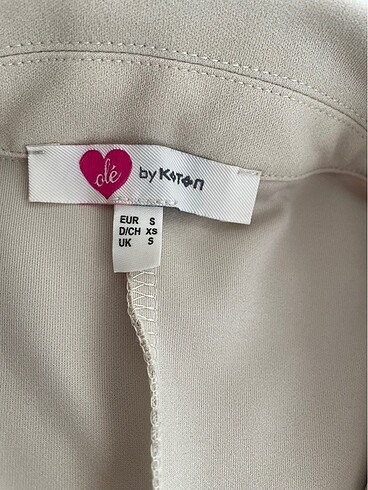 olé by Koton
EUR S
D/CH XS
UK S